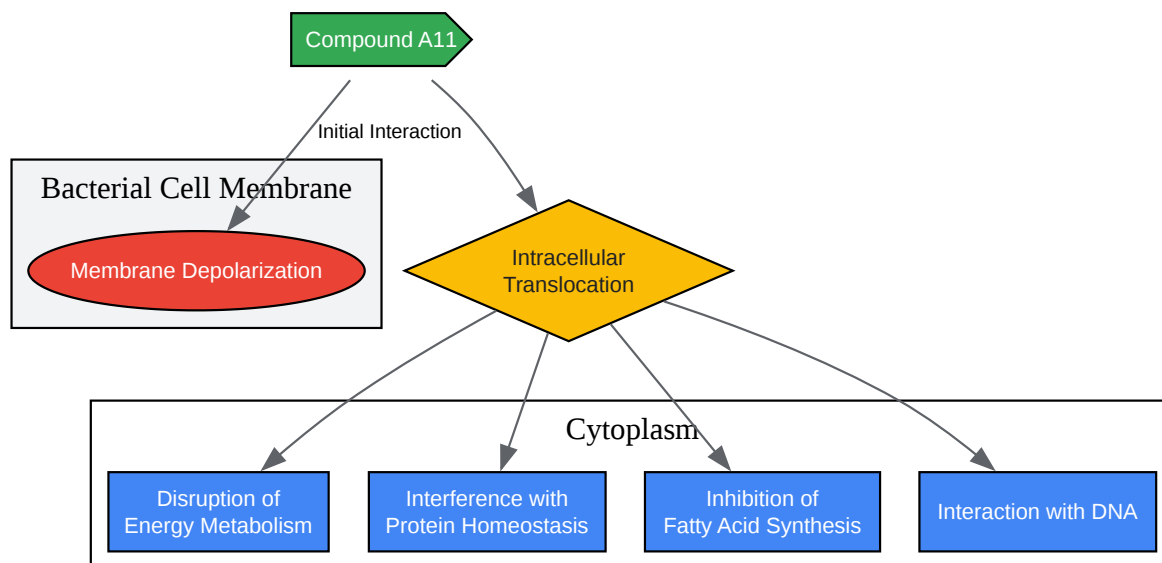 Compound A11
Initial Interaction
Bacterial Cell Membrane
Membrane Depolarization
Intracellular
Translocation
Cytoplasm
Disruption of
Energy Metabolism
Interference with
Protein Homeostasis
Inhibition of
Fatty Acid Synthesis
Interaction with DNA